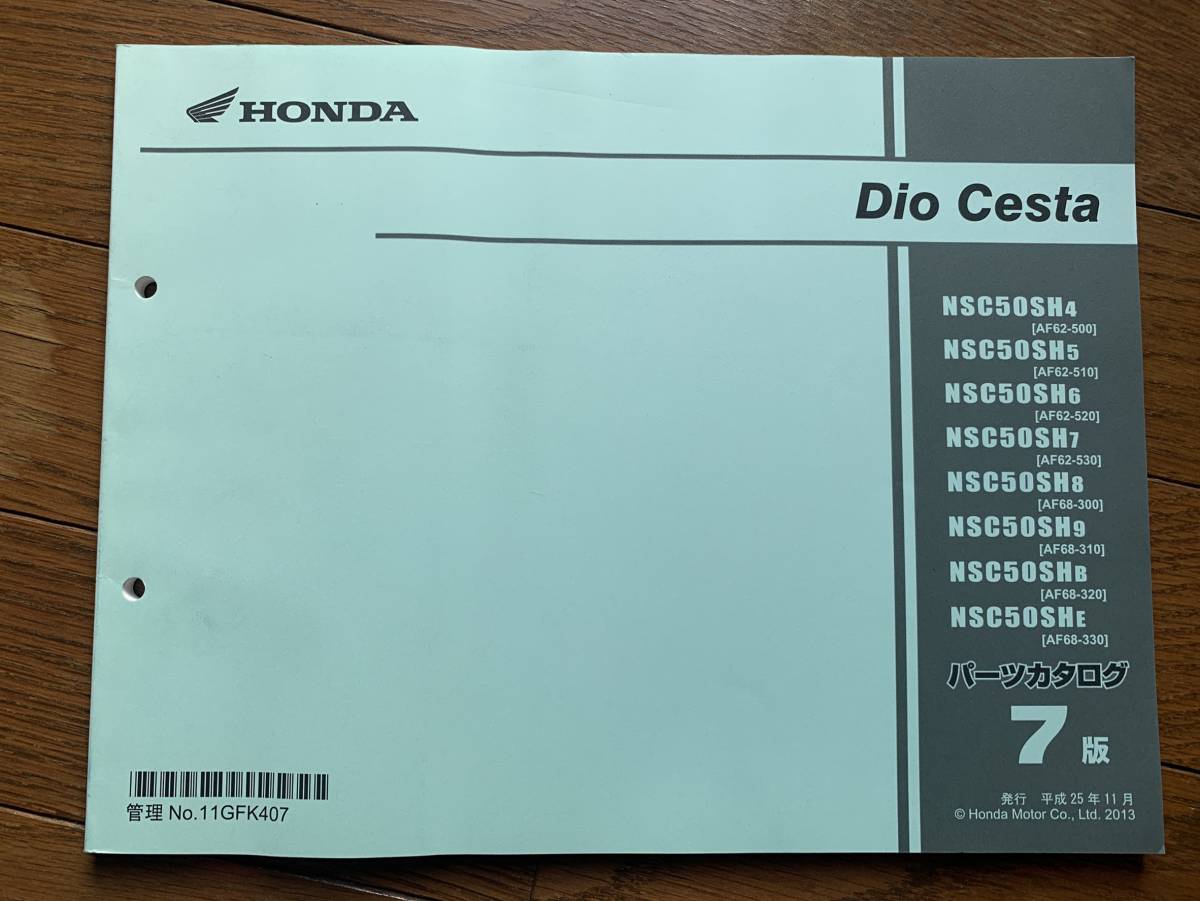 HONDA
Dio Cesta
NSC50SH4
[AF62-500]
NSC50SH5
[AF62-510]
NSC50SH6
[AF62-520]
NSC50SH7
[AF62-530]
NSC50SH8
[AF68-300]
NSC50SH9
[AF68-310]
NSC50SHB
[AF68-320]
NSC50SHE
[AF68-330]
パーツカタログ
7版
管理 No.11GFK407
発行 平成25年11月
© Honda Motor Co., Ltd. 2013